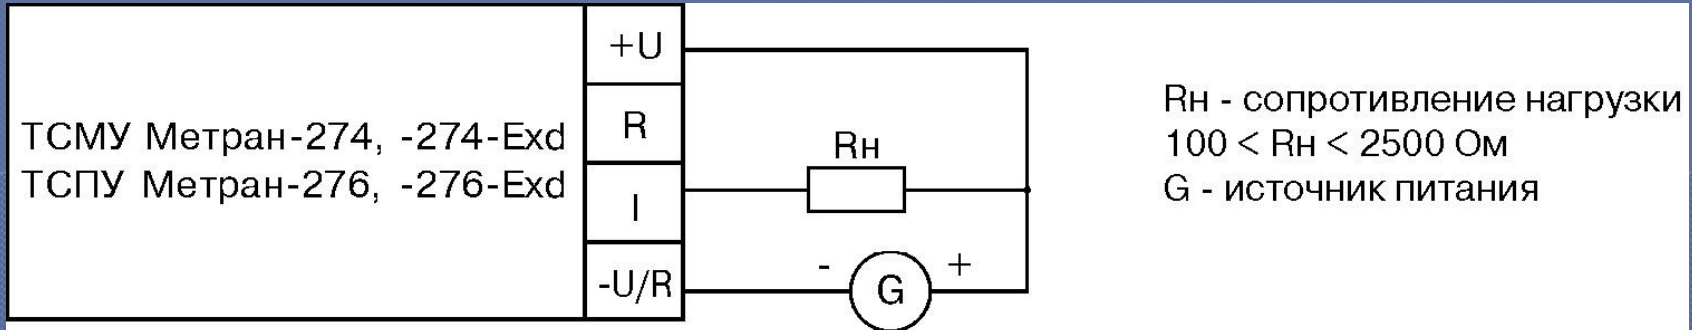 ТСМУ Метран-274, -274-Exd
ТСПУ Метран-276, -276-Exd
+U
R
I
-U/R
Rн
- G +
Rн - сопротивление нагрузки
100 < Rн < 2500 Ом
G - источник питания